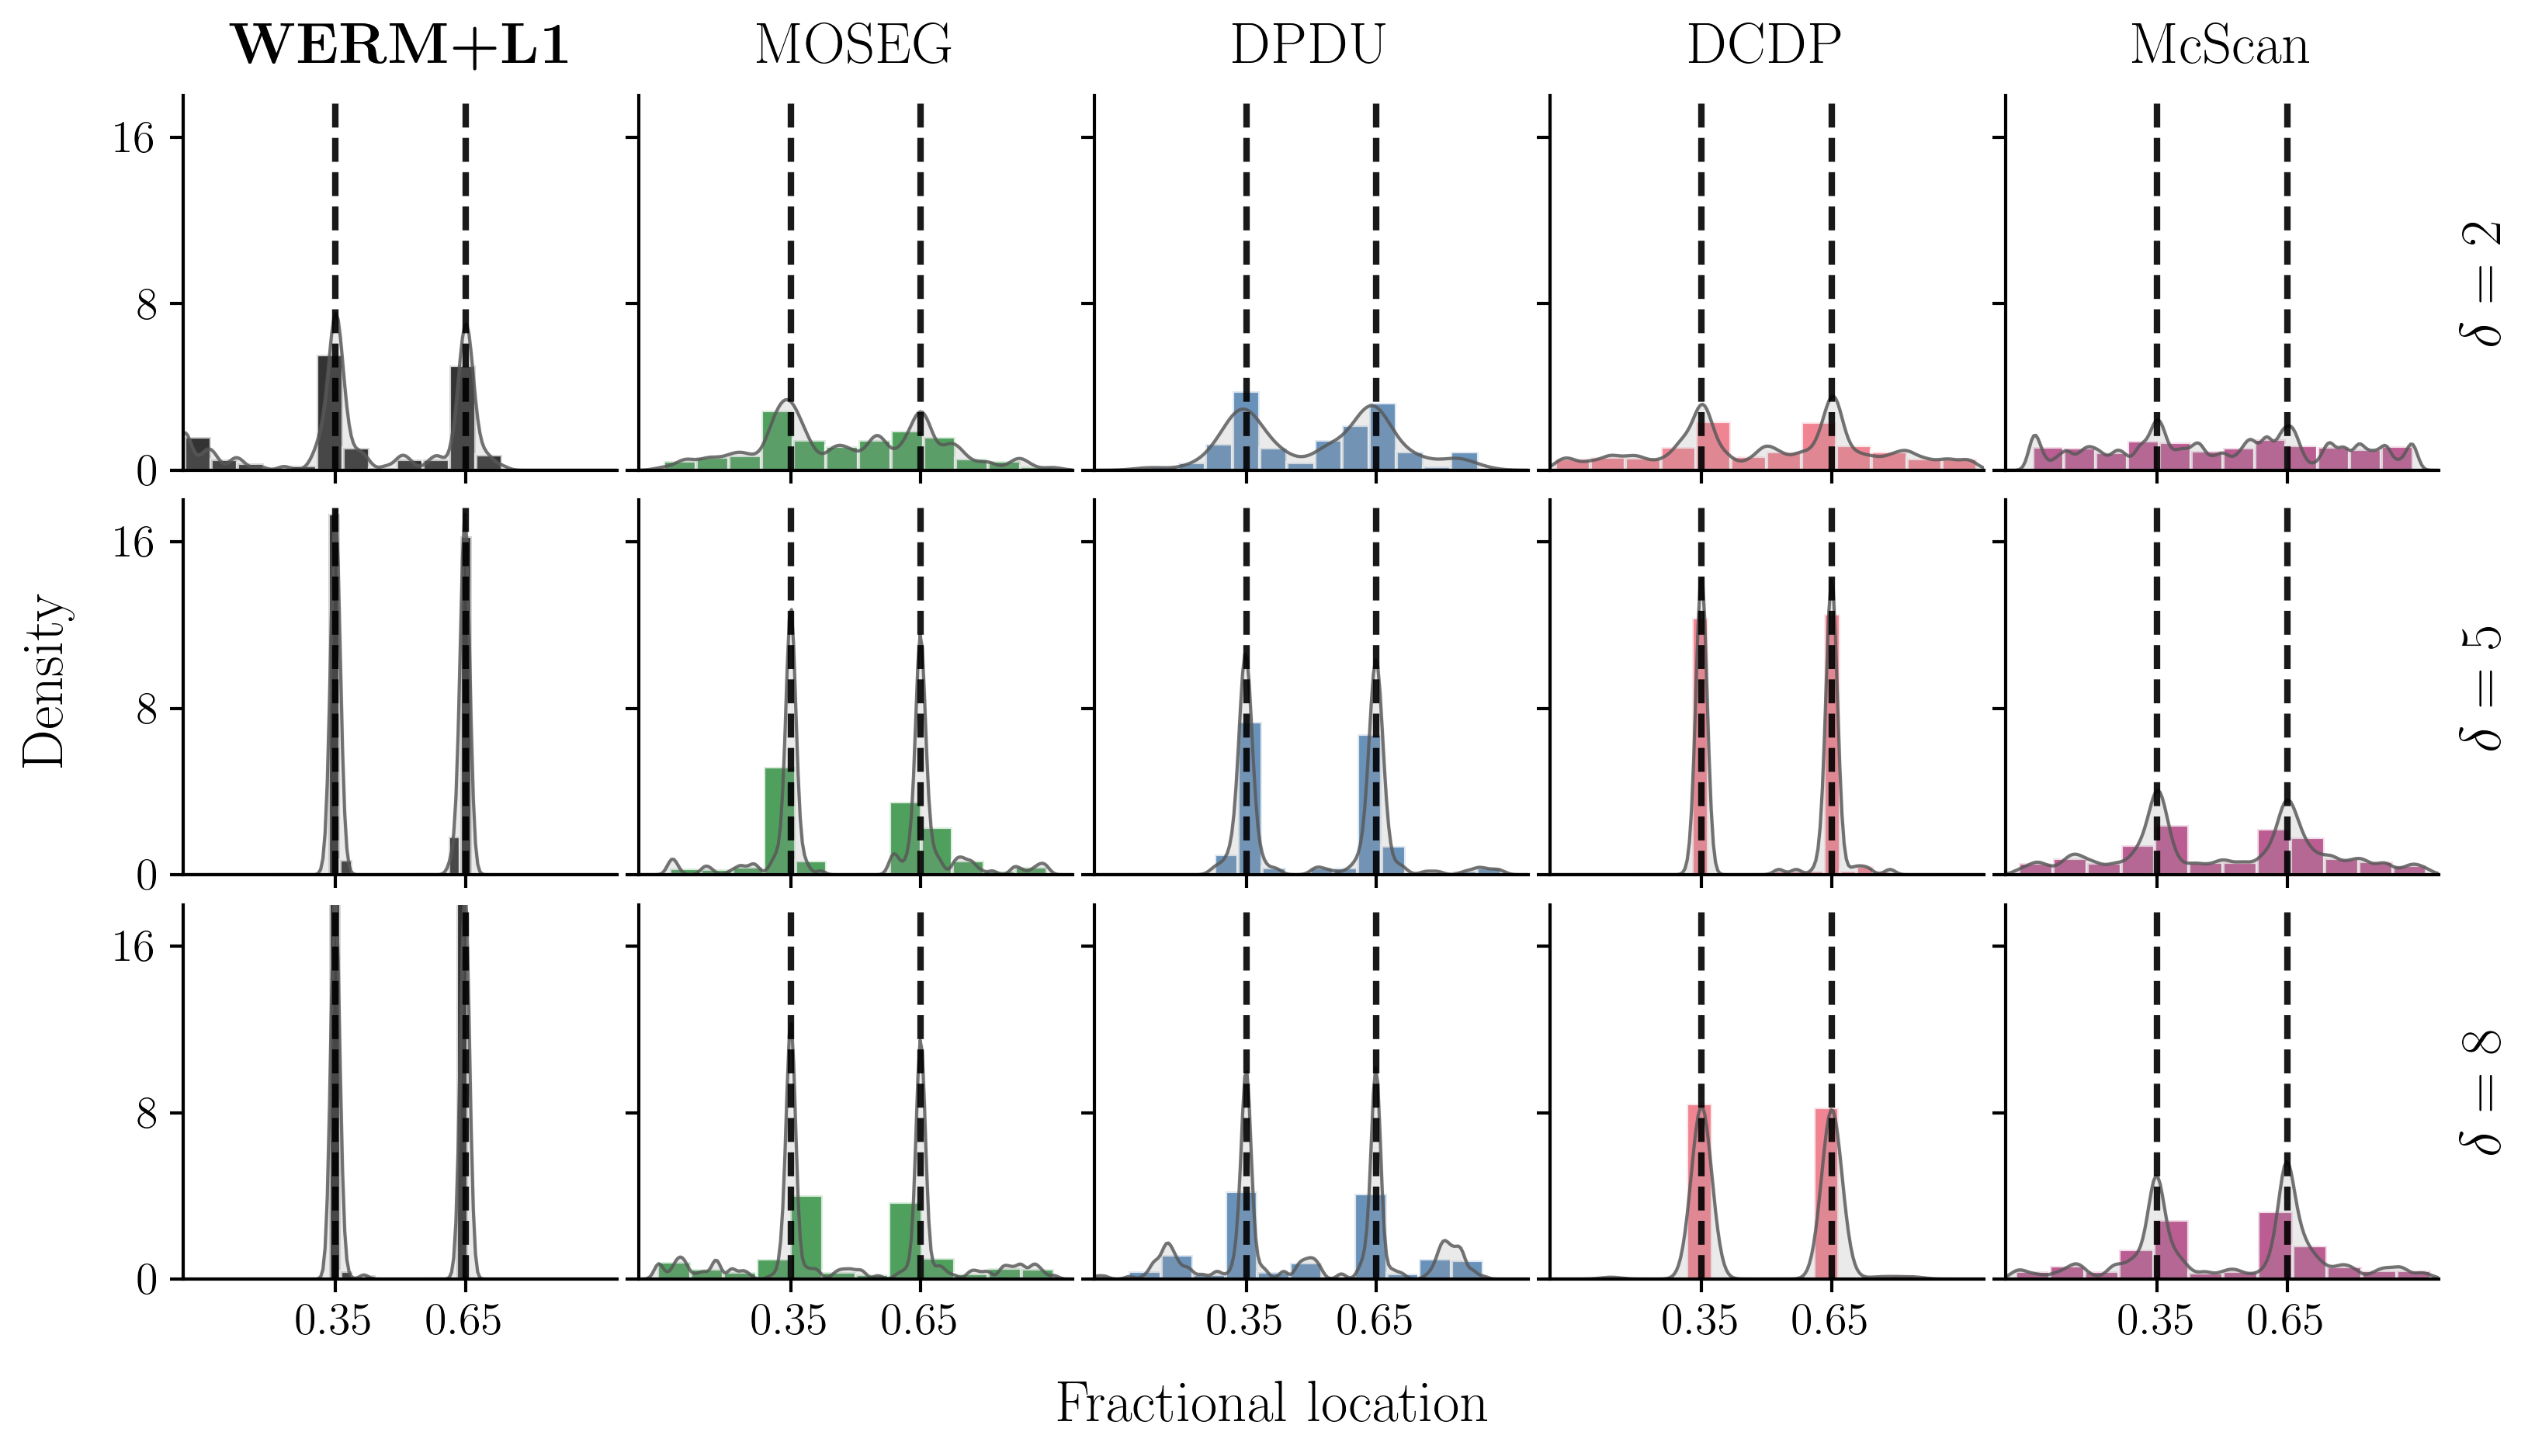 WERM+L1 MOSEG DPDU DCDP McScan
16
8
0
δ = 2
16
8
0
δ = 5
Density
16
8
0
δ = 8
0.35 0.65 0.35 0.65 0.35 0.65 0.35 0.65 0.35 0.65
Fractional location